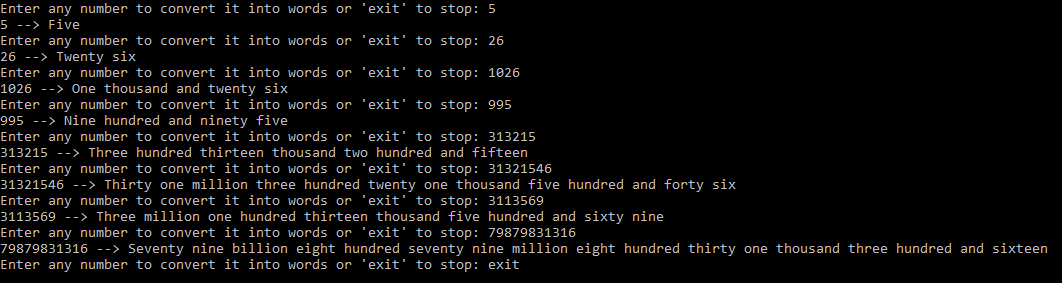 Enter any number to convert it into words or 'exit' to stop: 5
5 --> Five
Enter any number to convert it into words or 'exit' to stop: 26
26 --> Twenty six
Enter any number to convert it into words or 'exit' to stop: 1026
1026 --> One thousand and twenty six
Enter any number to convert it into words or 'exit' to stop: 995
995 --> Nine hundred and ninety five
Enter any number to convert it into words or 'exit' to stop: 313215
313215 --> Three hundred thirteen thousand two hundred and fifteen
Enter any number to convert it into words or 'exit' to stop: 31321546
31321546 --> Thirty one million three hundred twenty one thousand five hundred and forty six
Enter any number to convert it into words or 'exit' to stop: 3113569
3113569 --> Three million one hundred thirteen thousand five hundred and sixty nine
Enter any number to convert it into words or 'exit' to stop: 79879831316
79879831316 --> Seventy nine billion eight hundred seventy nine million eight hundred thirty one thousand three hundred and sixteen
Enter any number to convert it into words or 'exit' to stop: exit